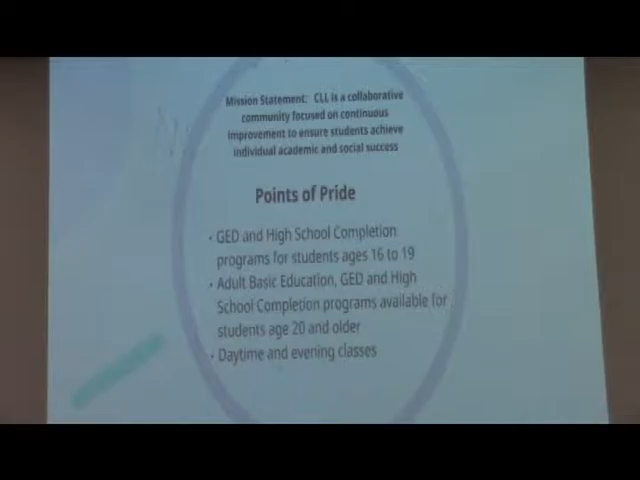 Mission Statement: CLL is a collaborative
community focused on continuous
improvement to ensure students achieve
individual academic and social success
Points of Pride
• GED and High School Completion
programs for students ages 16 to 19
• Adult Basic Education, GED and High
School Completion programs available for
students age 20 and older
• Daytime and evening classes